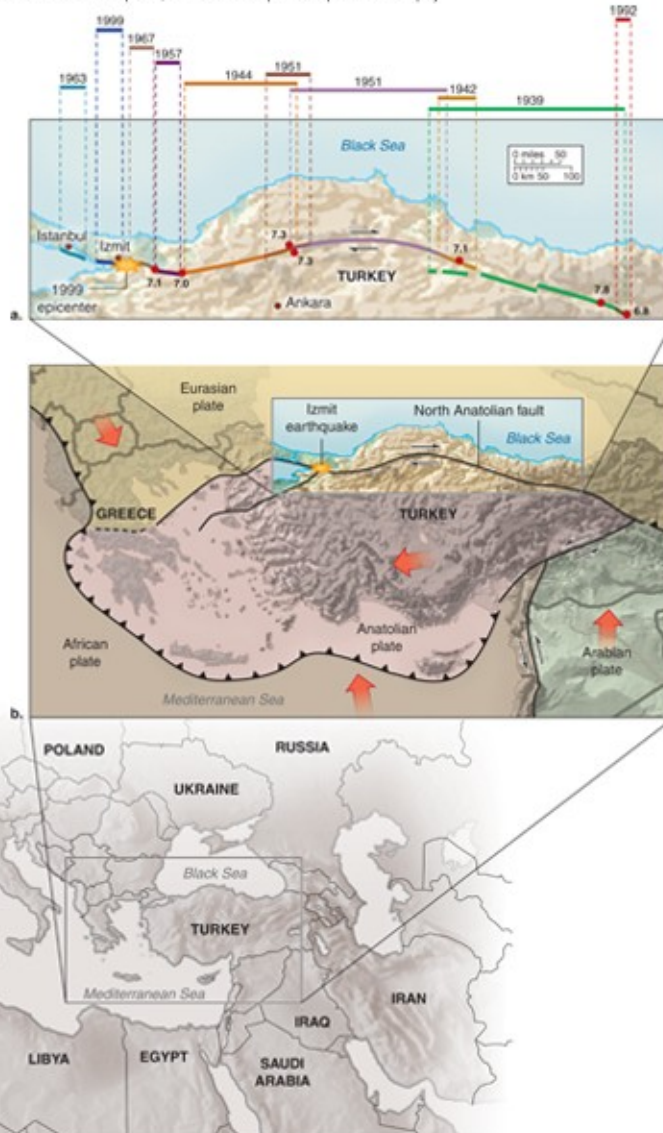 1992
1999
1967
1957
1951
1963
1944
1951
1942
1939
Black Sea
0 miles 50
0 km 50 100
Istanbul
Izmit
7.3
7.3
7.1
TURKEY
1999
epicenter
7.1
7.0
Ankara
7.8
6.8
a.
Eurasian
plate
Izmit
earthquake
North Anatolian fault
Black Sea
GREECE
TURKEY
African
plate
Anatolian
plate
Arabian
plate
Mediterranean Sea
b.
POLAND
RUSSIA
UKRAINE
Black Sea
TURKEY
Mediterranean Sea
IRAN
IRAQ
LIBYA
EGYPT
SAUDI
ARABIA